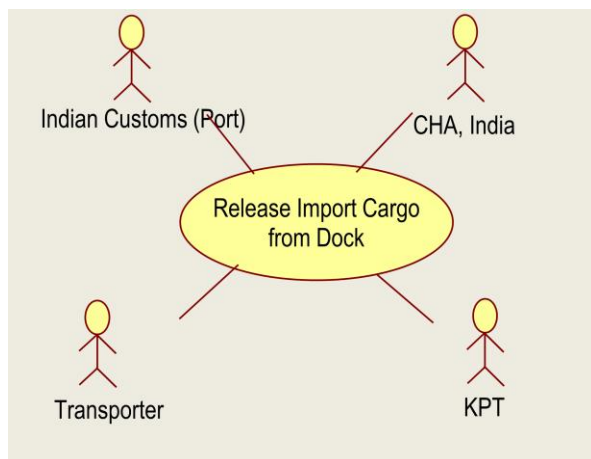 Indian Customs (Port)
CHA, India
Release Import Cargo
from Dock
Transporter
KPT